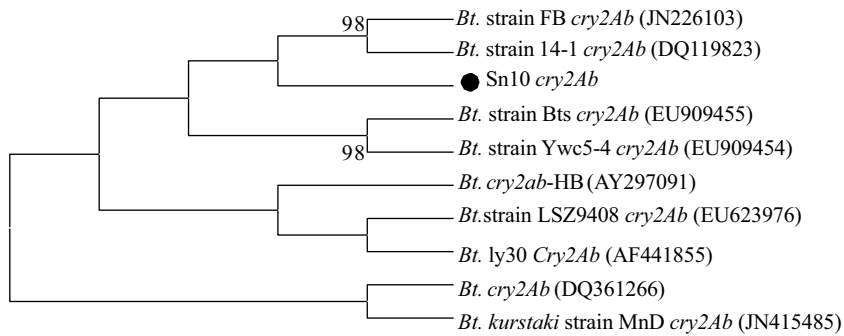 98
Bt. strain FB cry2Ab (JN226103)
Bt. strain 14-1 cry2Ab (DQ119823)
Sn10 cry2Ab
Bt. strain Bts cry2Ab (EU909455)
98
Bt. strain Ywc5-4 cry2Ab (EU909454)
Bt. cry2ab-HB (AY297091)
Bt.strain LSZ9408 cry2Ab (EU623976)
Bt. ly30 Cry2Ab (AF441855)
Bt. cry2Ab (DQ361266)
Bt. kurstaki strain MnD cry2Ab (JN415485)